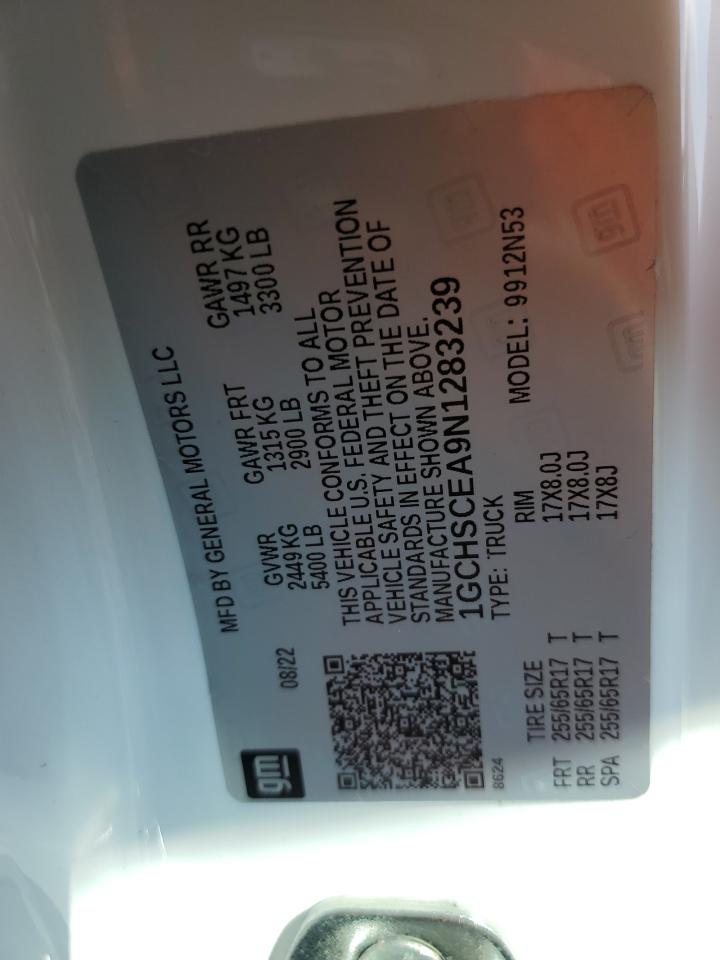 gm
08/22
MFD BY GENERAL MOTORS LLC
GVWR GAWR FRT GAWR RR
2449 KG 1315 KG 1497 KG
5400 LB 2900 LB 3300 LB
THIS VEHICLE CONFORMS TO ALL
APPLICABLE U.S. FEDERAL MOTOR
VEHICLE SAFETY AND THEFT PREVENTION
STANDARDS IN EFFECT ON THE DATE OF
MANUFACTURE SHOWN ABOVE.
1GCHSCEA9N1283239
TYPE: TRUCK MODEL: 9912N53
8624
TIRE SIZE RIM
FRT 255/65R17 T 17X8.0J
RR 255/65R17 T 17X8.0J
SPA 255/65R17 T 17X8J
gm
gm
gm